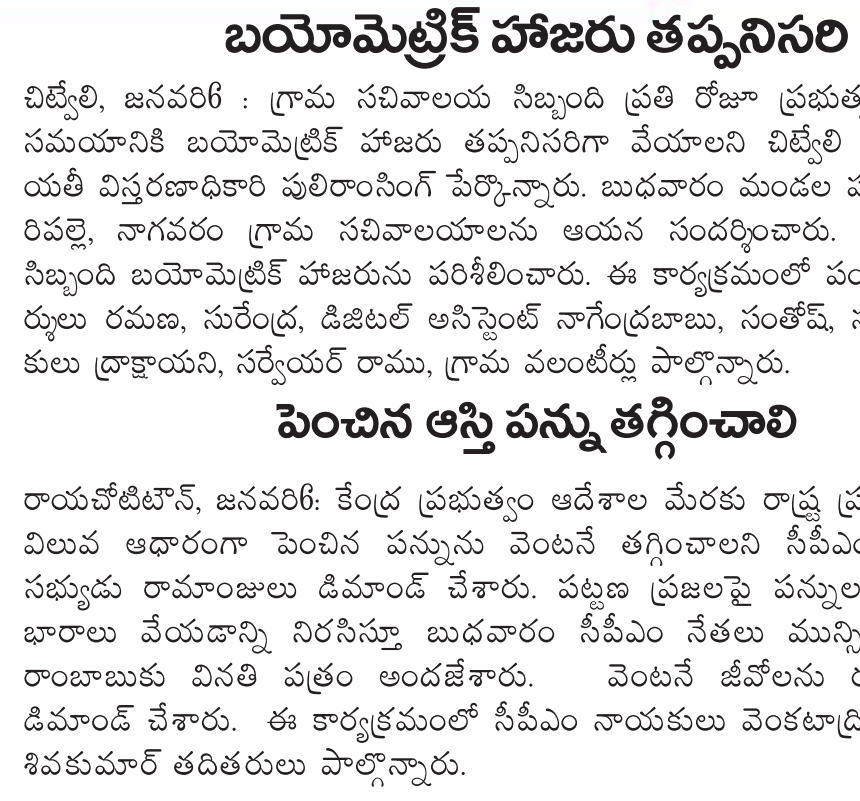 బయోమెట్రిక్ హాజరు తప్పనిసరి
చిట్వేలి, జనవరి6 : గ్రామ సచివాలయ సిబ్బంది ప్రతి రోజూ
సమయానికి బయోమెట్రిక్ హాజరు తప్పనిసరిగా వేయాలని చిట్వేలి
యతీ విస్తరణాధికారి పులిరాంసింగ్ పేర్కొన్నారు. బుధవారం మండల
రిపల్లె, నాగవరం గ్రామ సచివాలయాలను ఆయన సందర్శించారు.
సిబ్బంది బయోమెట్రిక్ హాజరును పరిశీలించారు. ఈ కార్యక్రమంలో
ర్శులు రమణ, సురేంద్ర, డిజిటల్ అసిస్టెంట్ నాగేంద్రబాబు, సంతోష్,
కులు ద్రాక్షాయని, సర్వేయర్ రాము, గ్రామ వలంటీర్లు పాల్గొన్నారు.
పెంచిన ఆస్తి పన్ను తగ్గించాలి
రాయచోటిటౌన్, జనవరి6: కేంద్ర ప్రభుత్వం ఆదేశాల మేరకు రాష్ట్ర
విలువ ఆధారంగా పెంచిన పన్నును వెంటనే తగ్గించాలని సీపీఎం
సభ్యుడు రామాంజులు డిమాండ్ చేశారు. పట్టణ ప్రజలపై పన్నుల
భారాలు వేయడాన్ని నిరసిస్తూ బుధవారం సీపీఎం నేతలు
రాంబాబుకు వినతి పత్రం అందజేశారు. వెంటనే జీవోలను
డిమాండ్ చేశారు. ఈ కార్యక్రమంలో సీపీఎం నాయకులు వెంకటాద్రి
శివకుమార్ తదితరులు పాల్గొన్నారు.